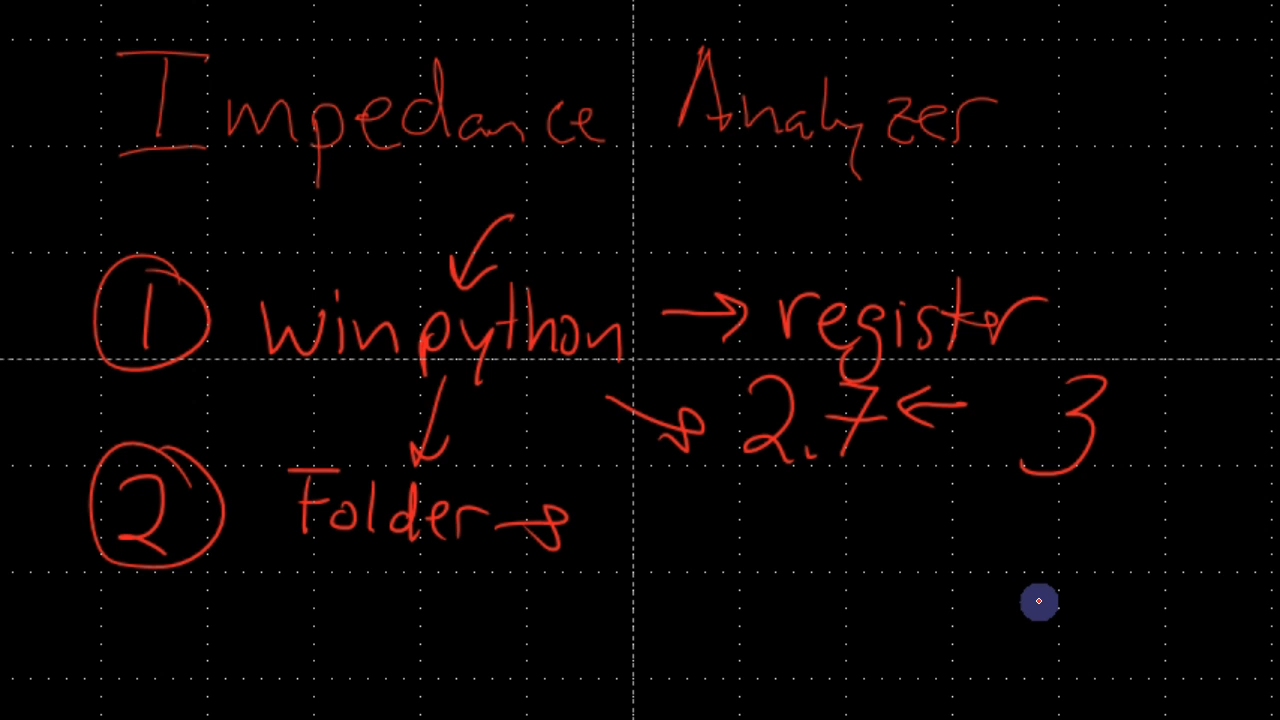 Impedance Analyzer
① winpython → register
→ 2.7 ← 3
② Folder →